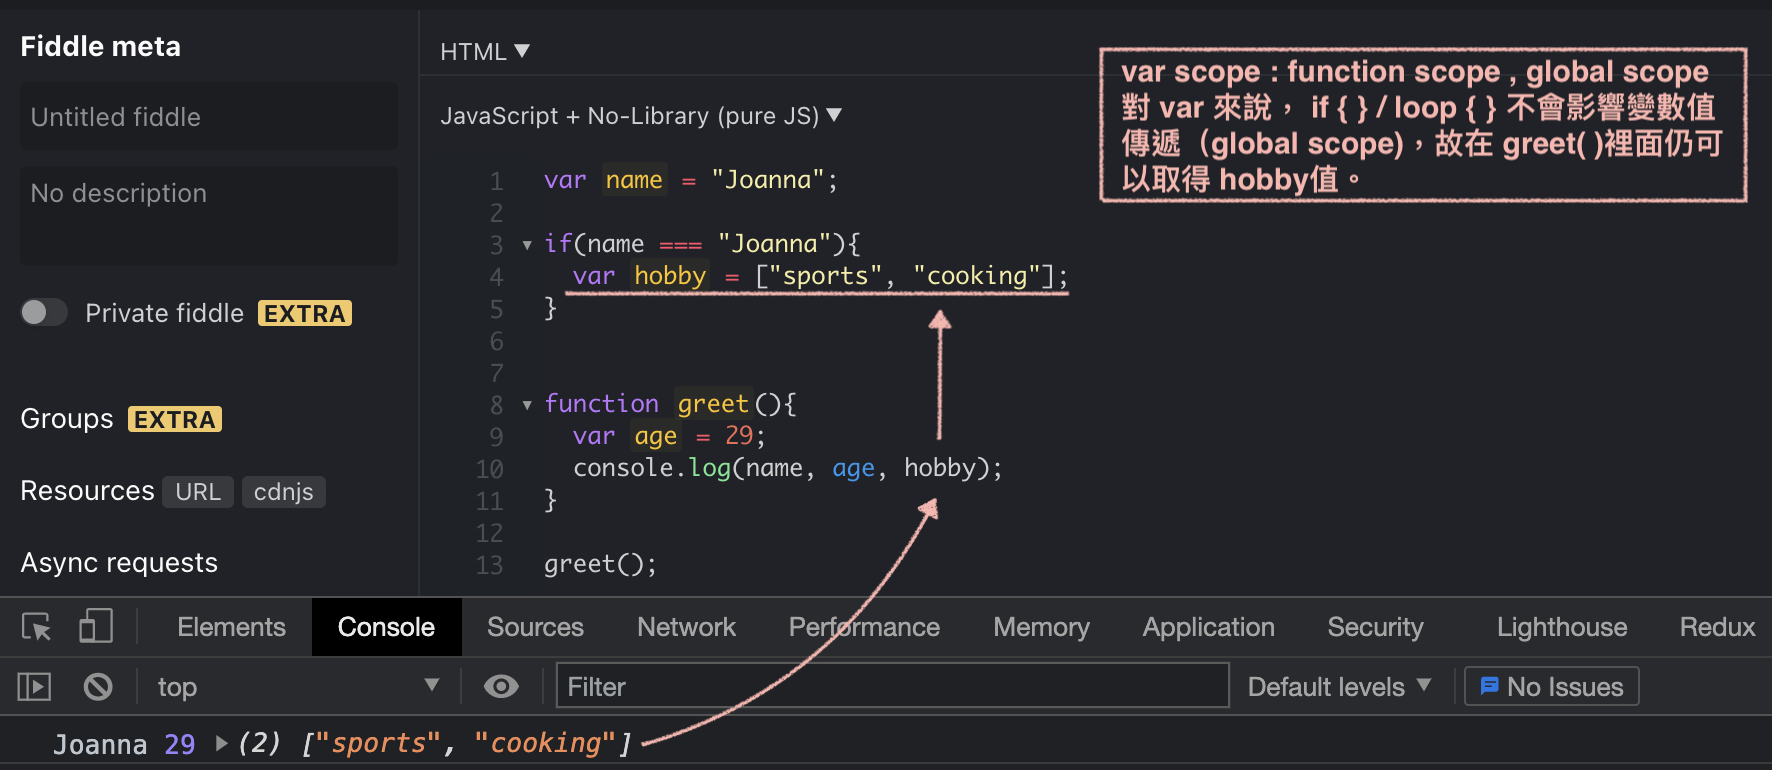 Fiddle meta
Untitled fiddle
No description
Private fiddle EXTRA
Groups EXTRA
Resources URL cdnjs
Async requests
HTML ▼
JavaScript + No-Library (pure JS) ▼
1 var name = "Joanna";
2
3 if(name === "Joanna"){
4 var hobby = ["sports", "cooking"];
5 }
6
7
8 function greet(){
9 var age = 29;
10 console.log(name, age, hobby);
11 }
12
13 greet();
var scope : function scope , global scope
對 var 來說， if { } / loop { } 不會影響變數值
傳遞（global scope)，故在 greet( )裡面仍可
以取得 hobby值。
Elements Console Sources Network Performance Memory Application Security Lighthouse Redux
top Filter Default levels ▼ No Issues
Joanna 29 (2) ["sports", "cooking"]